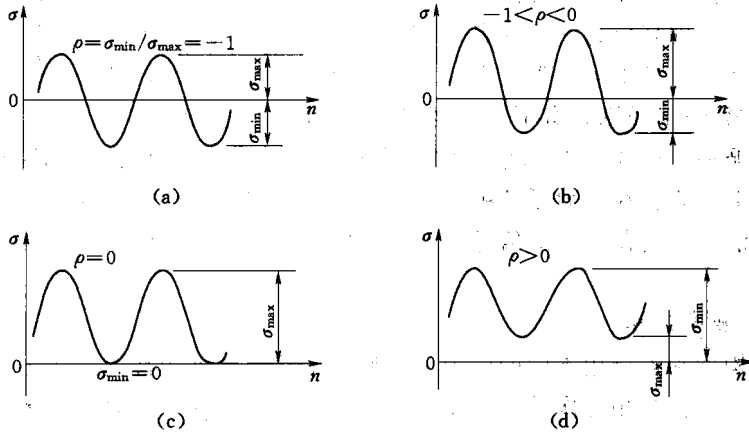 σ
ρ=σmin/σmax=−1
σmax
0
n
σmin
(a)
σ
−1<ρ<0
σmax
0
n
σmin
(b)
σ
ρ=0
σmax
0
σmin=0
n
(c)
σ
ρ>0
σmin
0
σmax
n
(d)